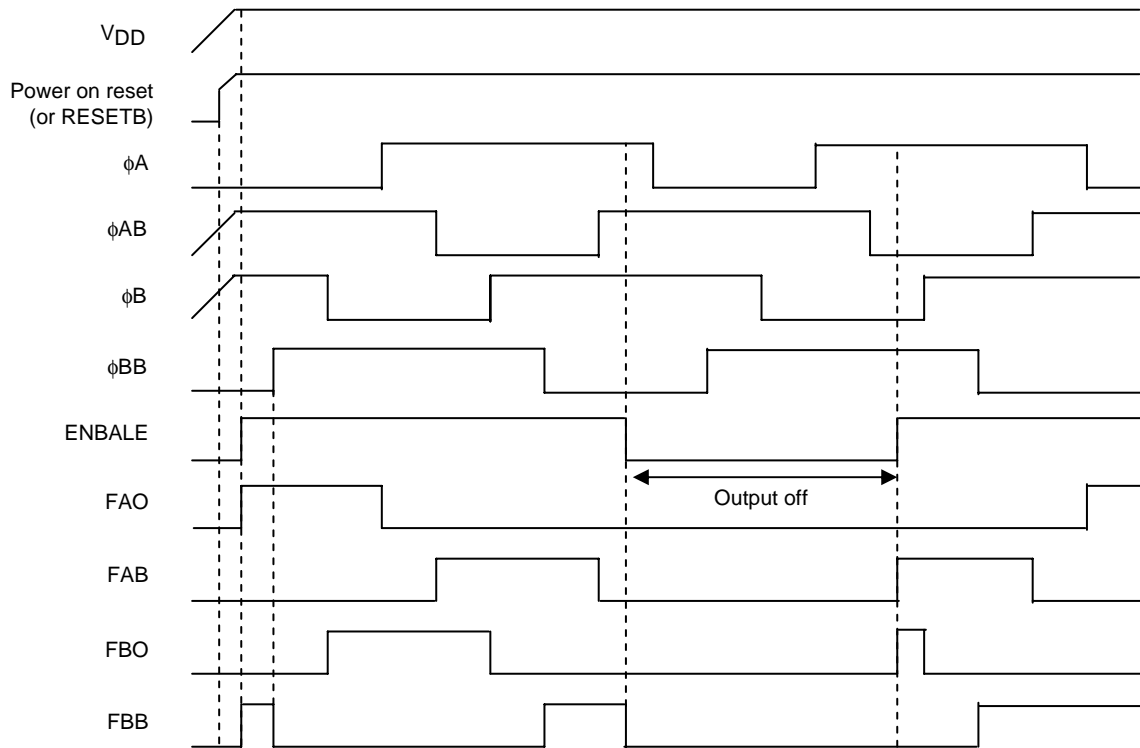 VDD
Power on reset
(or RESETB)
ϕA
ϕAB
ϕB
ϕBB
ENBALE
Output off
FAO
FAB
FBO
FBB